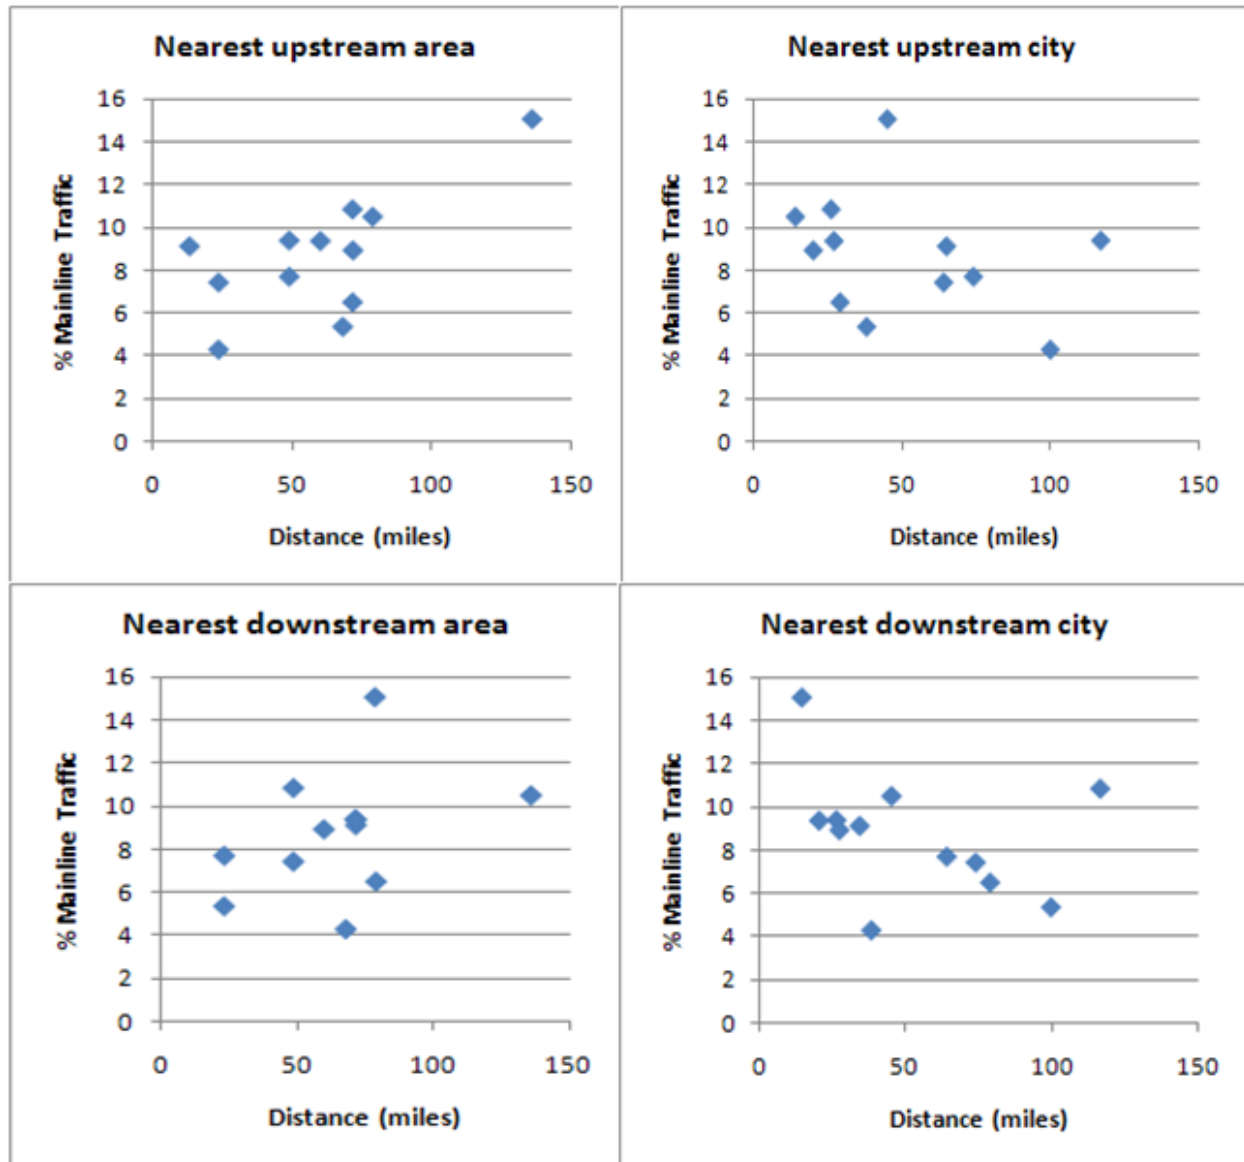 Nearest upstream area
16
14
12
10
8
6
4
2
0
% Mainline Traffic
0 50 100 150
Distance (miles)
Nearest upstream city
16
14
12
10
8
6
4
2
0
% Mainline Traffic
0 50 100 150
Distance (miles)
Nearest downstream area
16
14
12
10
8
6
4
2
0
% Mainline Traffic
0 50 100 150
Distance (miles)
Nearest downstream city
16
14
12
10
8
6
4
2
0
% Mainline Traffic
0 50 100 150
Distance (miles)